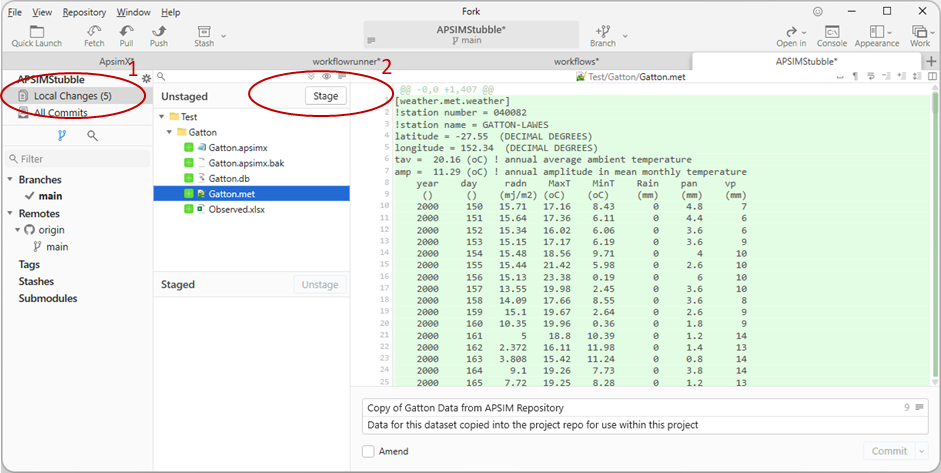 File View Repository Window Help
Fork
Quick Launch Fetch Pull Push Stash
APSIMStubble*
main
Branch Open in Console Appearance Work
ApsimX* workflowrunner* workflows* APSIMStubble*
1
2
APSIMStubble
Local Changes (5)
All Commits
Filter
Branches
main
Remotes
origin
main
Tags
Stashes
Submodules
Unstaged Stage
Test
Gatton
Gatton.apsimx
Gatton.apsimx.bak
Gatton.db
Gatton.met
Observed.xlsx
Staged Unstage
Test/Gatton/Gatton.met
@@ -0,0 +1,407 @@
1 [weather.met.weather]
2 !station number = 040082
3 !station name = GATTON-LAWES
4 latitude = -27.55 (DECIMAL DEGREES)
5 longitude = 152.34 (DECIMAL DEGREES)
6 tav = 20.16 (oC) ! annual average ambient temperature
7 amp = 11.29 (oC) ! annual amplitude in mean monthly temperature
8 year day radn MaxT MinT Rain pan vp
9 () () (mj/m2) (oC) (oC) (mm) (mm) (mm)
10 2000 150 15.71 17.16 8.43 0 4.8 7
11 2000 151 15.64 17.36 6.11 0 4.4 6
12 2000 152 15.34 16.02 6.06 0 3.6 6
13 2000 153 15.15 17.17 6.19 0 3.6 9
14 2000 154 15.48 18.56 9.71 0 4 10
15 2000 155 15.44 21.42 5.98 0 2.6 10
16 2000 156 15.13 23.38 0.19 0 6 10
17 2000 157 13.55 19.98 2.45 0 3.6 10
18 2000 158 14.09 17.66 8.55 0 3.6 8
19 2000 159 15.1 19.67 2.64 0 2.6 9
20 2000 160 10.35 19.96 0.36 0 1.8 9
21 2000 161 5 18.8 10.39 0 1.2 14
22 2000 162 2.372 16.11 11.98 0 1.4 13
23 2000 163 3.808 15.42 11.24 0 0.8 14
24 2000 164 9.1 19.26 7.73 0 3.8 14
25 2000 165 7.72 19.25 8.28 0 1.2 13
Copy of Gatton Data from APSIM Repository 9
Data for this dataset copied into the project repo for use within this project
Amend Commit